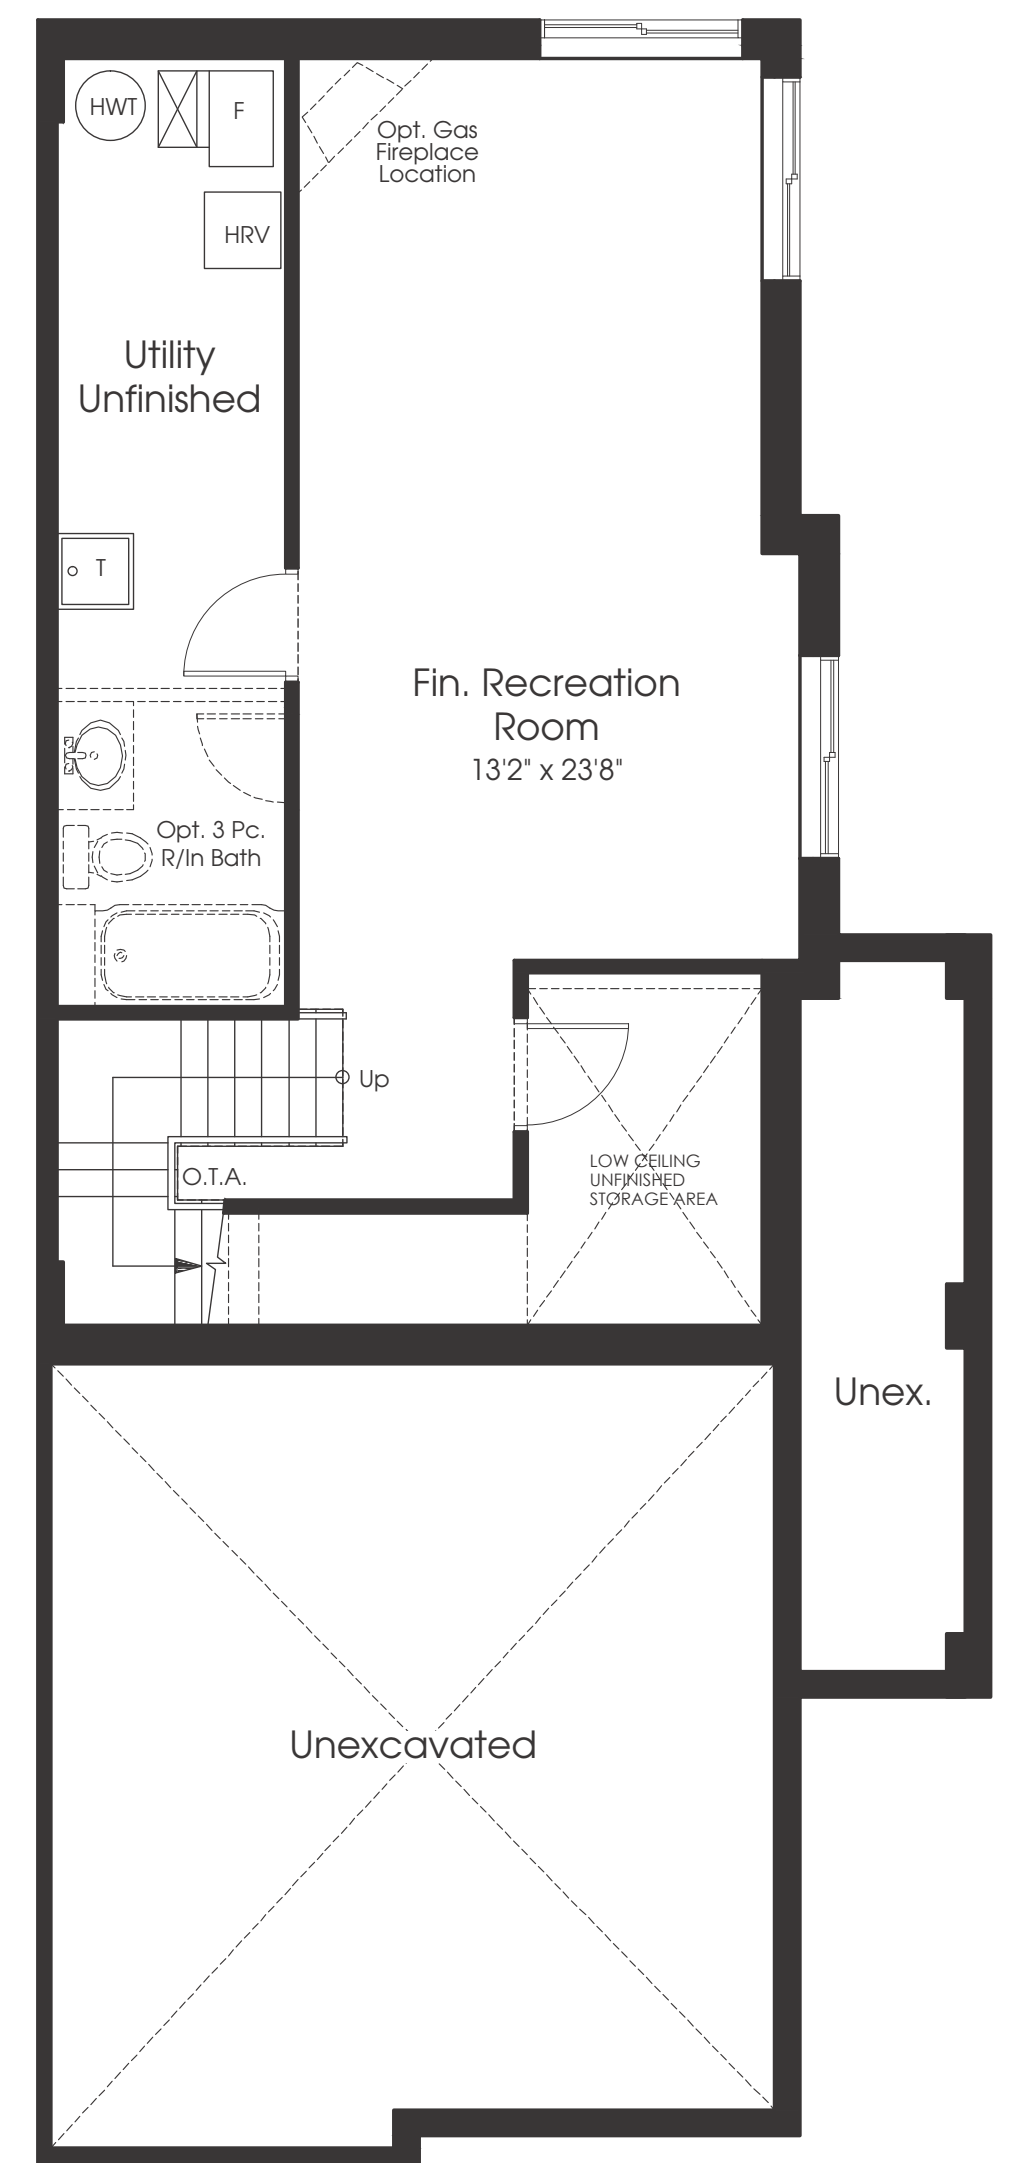 HWT
F
Opt. Gas
Fireplace
Location
HRV
Utility
Unfinished
T
Fin. Recreation
Room
13'2" x 23'8"
Opt. 3 Pc.
R/In Bath
Up
O.T.A.
LOW CEILING
UNFINISHED
STORAGE AREA
Unex.
Unexcavated